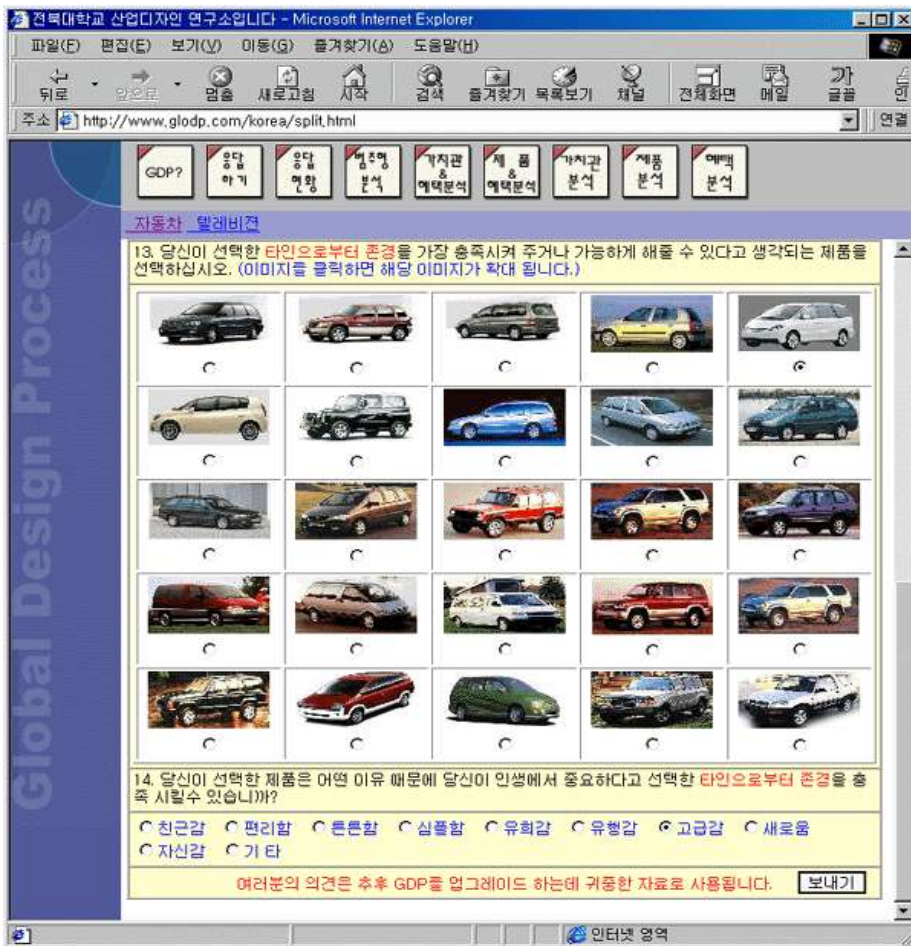 전북대학교 산업디자인 연구소입니다 - Microsoft Internet Explorer
파일(F) 편집(E) 보기(V) 이동(G) 즐겨찾기(A) 도움말(H)
뒤로 앞으로 멈춤 새로고침 시작 검색 즐겨찾기 목록보기 채널 전체화면 메일 글꼴 인
주소 http://www.glodp.com/korea/split.html 연결
GDP? 응답하기 응답현황 범주형분석 가치관&혜택분석 제품&혜택분석 가치관분석 제품분석 혜택분석
자동차 텔레비젼
Global Design Process
13. 당신이 선택한 타인으로부터 존경을 가장 충족시켜 주거나 가능하게 해줄 수 있다고 생각되는 제품을
선택하십시오. (이미지를 클릭하면 해당 이미지가 확대 됩니다.)
14. 당신이 선택한 제품은 어떤 이유 때문에 당신이 인생에서 중요하다고 선택한 타인으로부터 존경을 충
족 시킬수 있습니까?
친근감 편리함 튼튼함 심플함 유희감 유행감 고급감 새로움
자신감 기 타
여러분의 의견은 추후 GDP를 업그레이드 하는데 귀중한 자료로 사용됩니다. 보내기
인터넷 영역